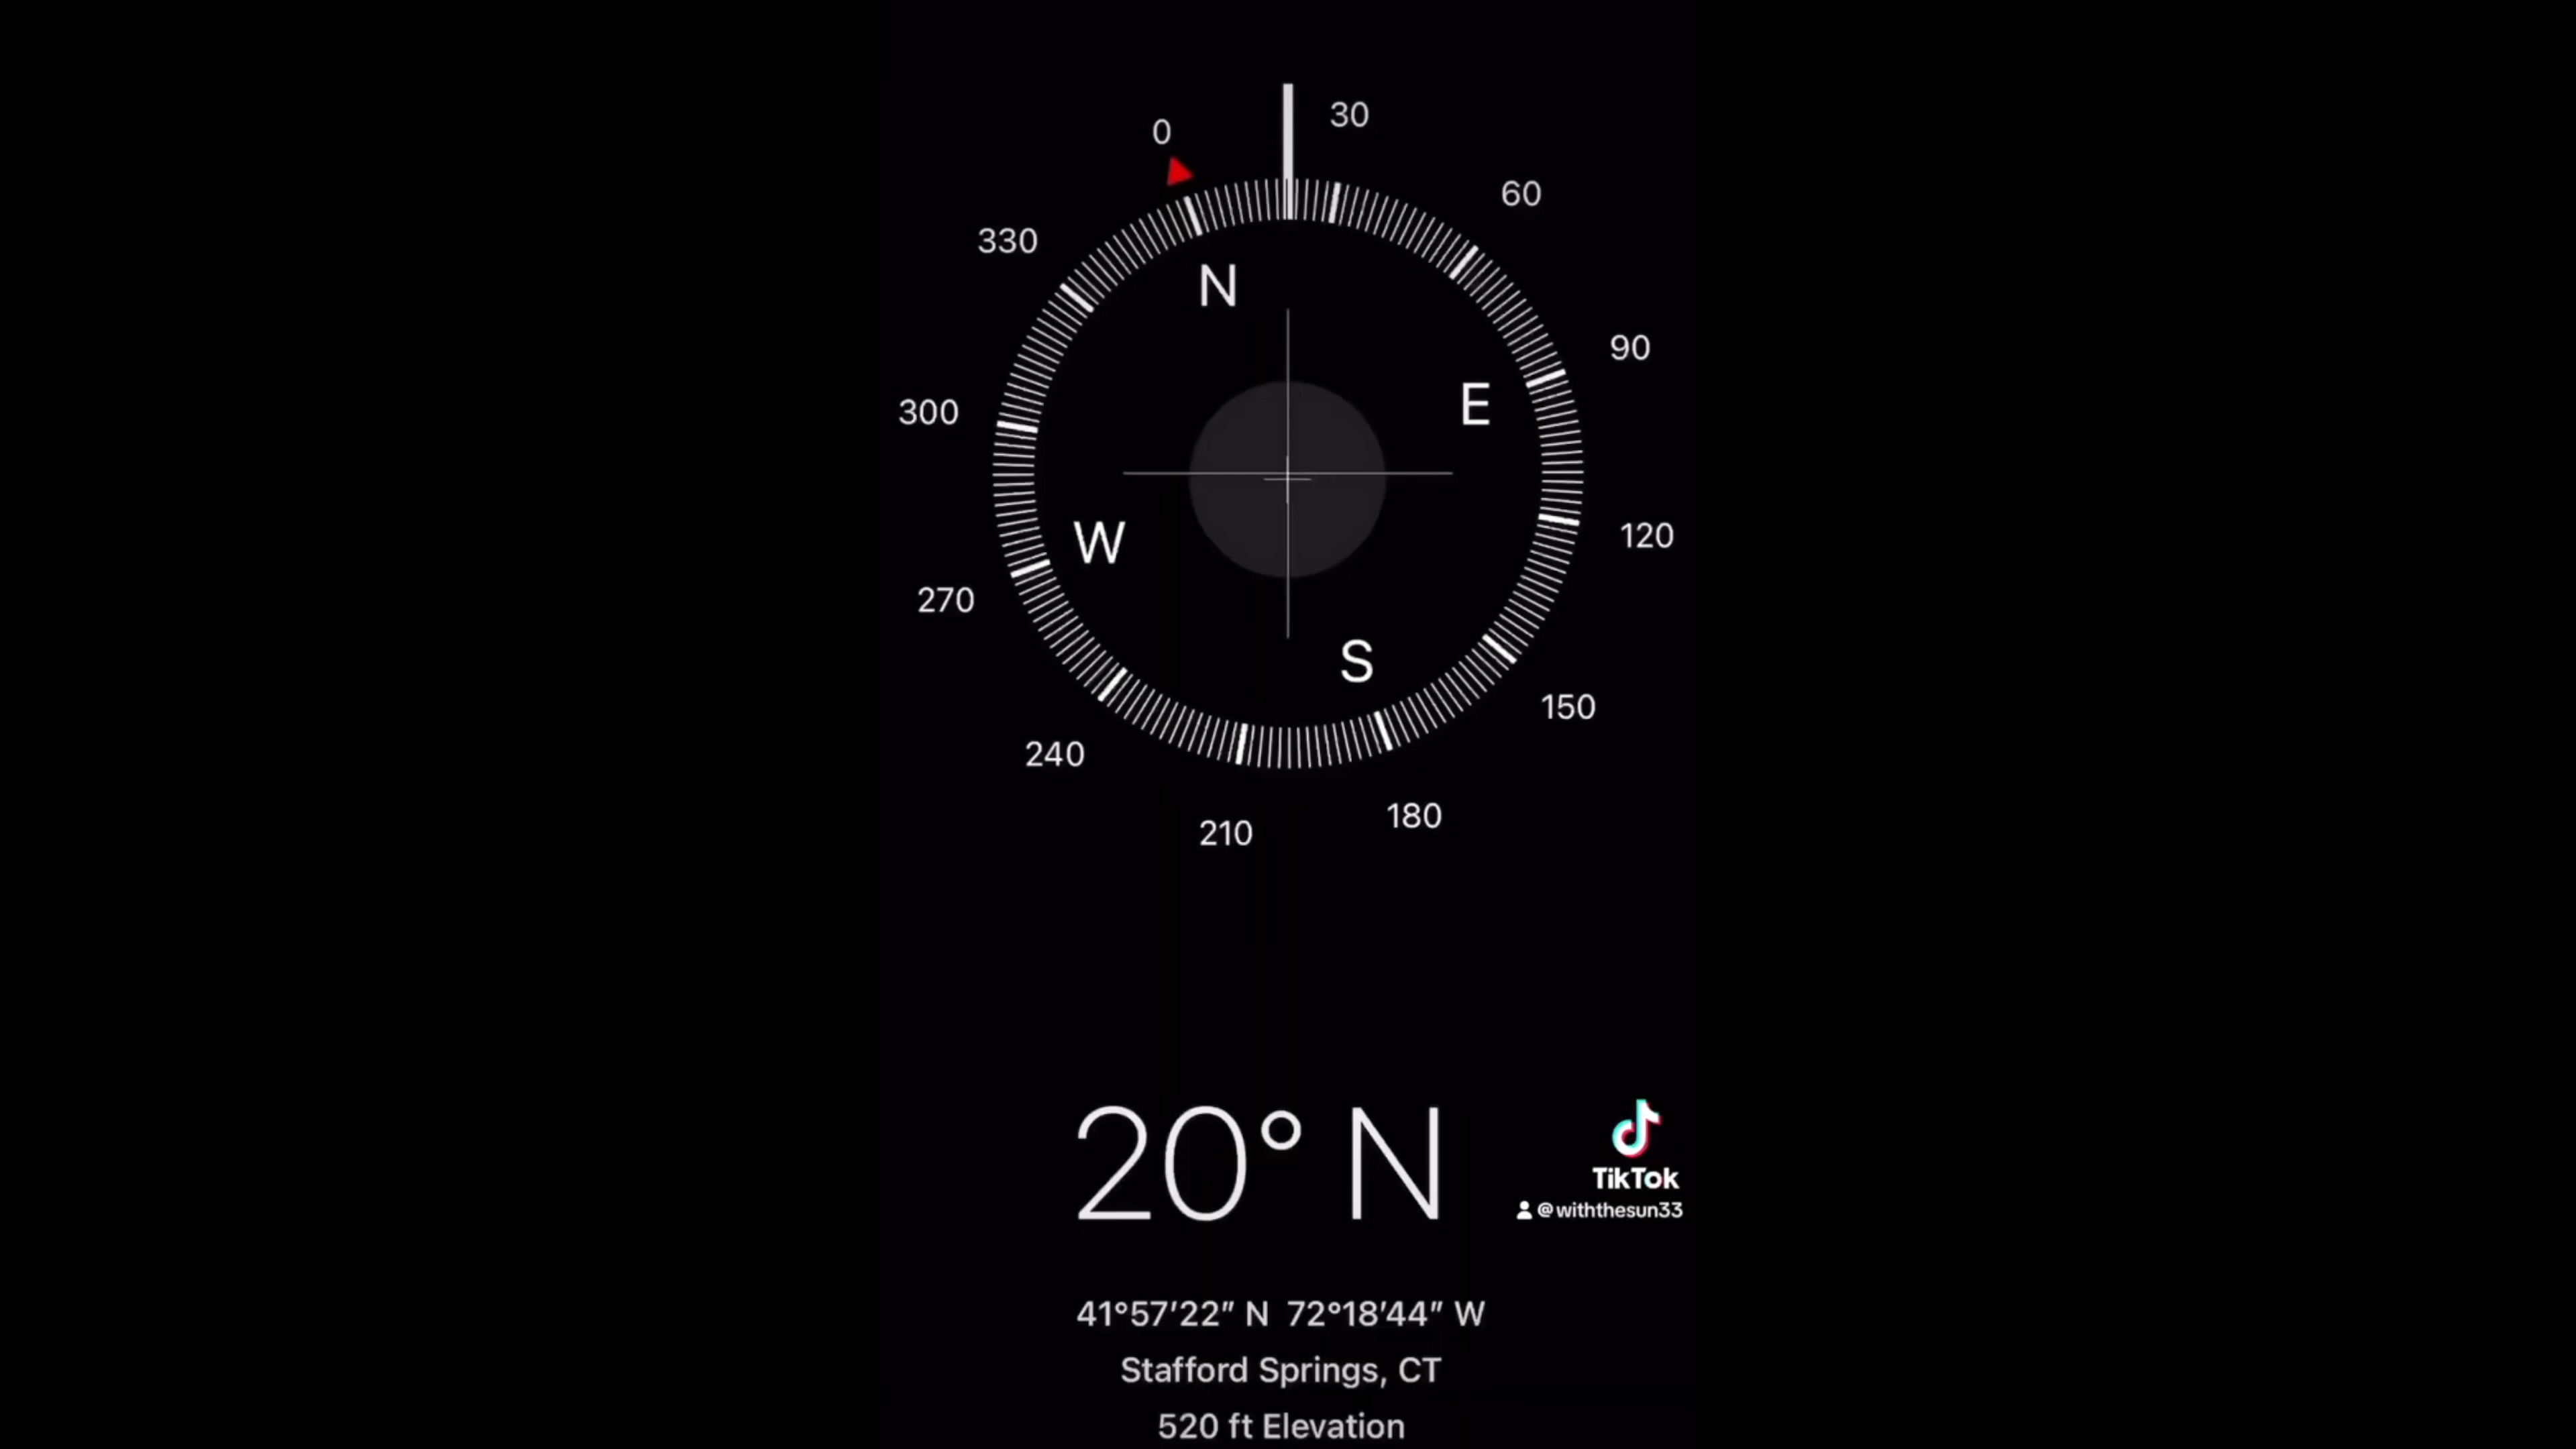 0
30
60
330
N
90
E
300
W
120
270
S
150
240
180
210
20° N
TikTok
@withthesun33
41°57′22″ N 72°18′44″ W
Stafford Springs, CT
520 ft Elevation